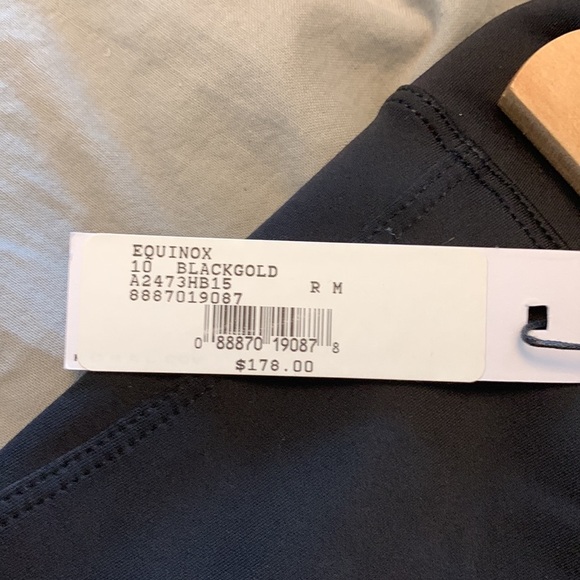 EQUINOX
10 BLACKGOLD
A2473HB15 R M
8887019087
0 88870 19087 8
$178.00